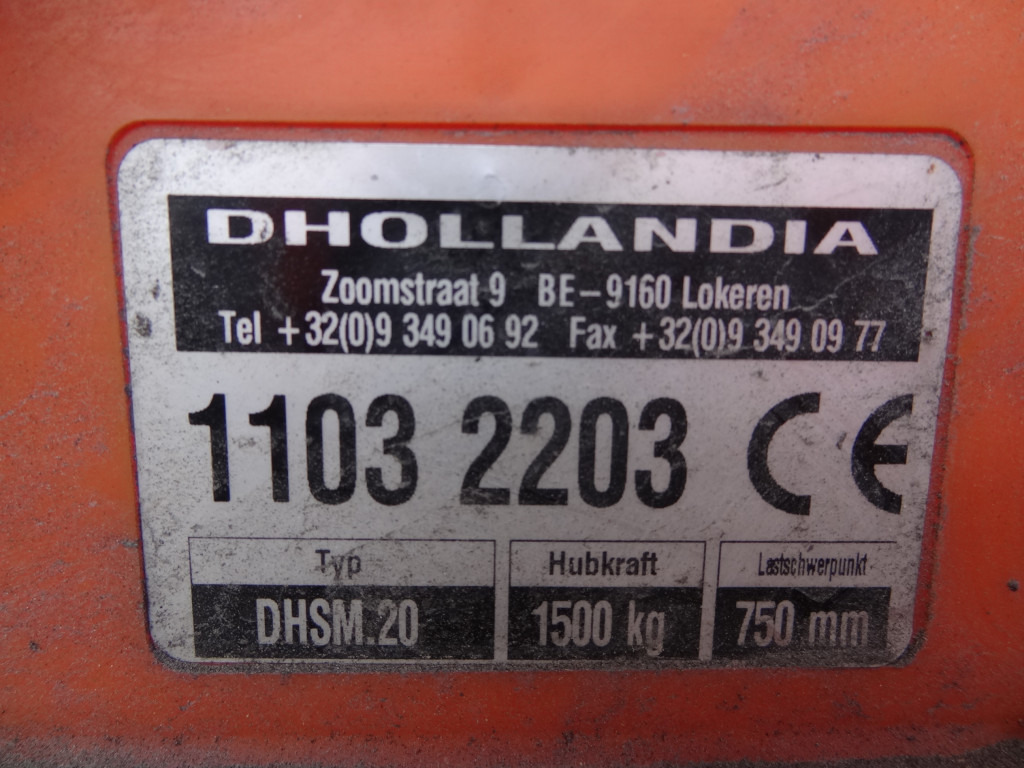 DHOLLANDIA
Zoomstraat 9 BE-9160 Lokeren
Tel +32(0)9 349 06 92 Fax +32(0)9 349 09 77
1103 2203 CE
Typ Hubkraft Lastschwerpunkt
DHSM.20 1500 kg 750 mm